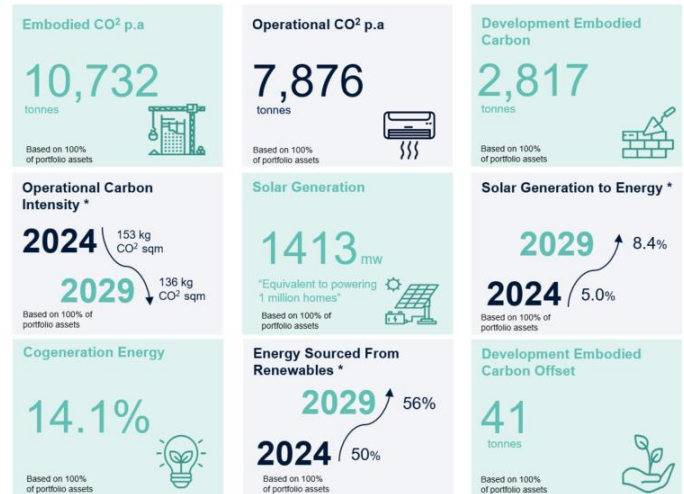 Embodied CO² p.a
10,732
tonnes
Based on 100%
of portfolio assets
Operational CO² p.a
7,876
tonnes
Based on 100%
of portfolio assets
Development Embodied
Carbon
2,817
tonnes
Based on 100%
of portfolio assets
Operational Carbon
Intensity *
2024
153 kg
CO² sqm
2029
136 kg
CO² sqm
Based on 100% of
portfolio assets
Solar Generation
1413 mw
"Equivalent to powering
1 million homes"
Based on 100% of
portfolio assets
Solar Generation to Energy *
2029
8.4%
2024
5.0%
Based on 100% of
portfolio assets
Cogeneration Energy
14.1%
Based on 100%
of portfolio assets
Energy Sourced From
Renewables *
2029
56%
2024
50%
Based on 100%
of portfolio assets
Development Embodied
Carbon Offset
41
tonnes
Based on 100%
of portfolio assets